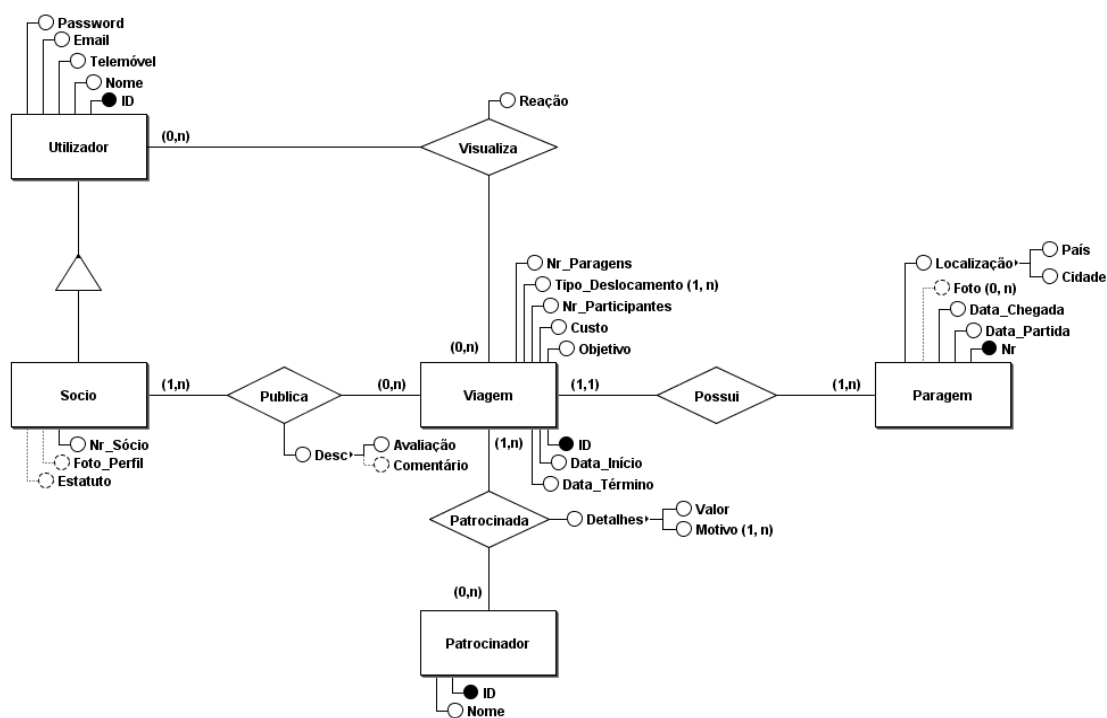 Password
Email
Telemóvel
Nome
ID
Utilizador
(0,n)
Reação
Visualiza
Nr_Paragens
Tipo_Deslocamento (1, n)
Nr_Participantes
Custo
Objetivo
(0,n)
País
Localização
Cidade
Foto (0, n)
Data_Chegada
Data_Partida
Nr
Socio
(1,n)
Publica
(0,n)
Viagem
(1,1)
Possui
(1,n)
Paragem
Nr_Sócio
Foto_Perfil
Estatuto
Desc
Avaliação
Comentário
(1,n)
ID
Data_Início
Data_Término
Patrocinada
Detalhes
Valor
Motivo (1, n)
(0,n)
Patrocinador
ID
Nome